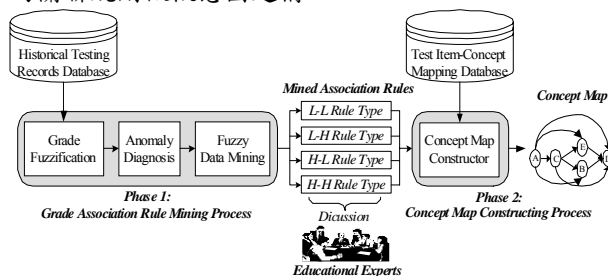 Historical Testing
Records Database
Test Item-Concept
Mapping Database
Mined Association Rules
Concept Map
Grade
Fuzzification
Anomaly
Diagnosis
Fuzzy
Data Mining
L-L Rule Type
L-H Rule Type
H-L Rule Type
H-H Rule Type
Concept Map
Constructor
A
C
E
B
D
Phase 1:
Grade Association Rule Mining Process
Dicussion
Phase 2:
Concept Map Constructing Process
Educational Experts